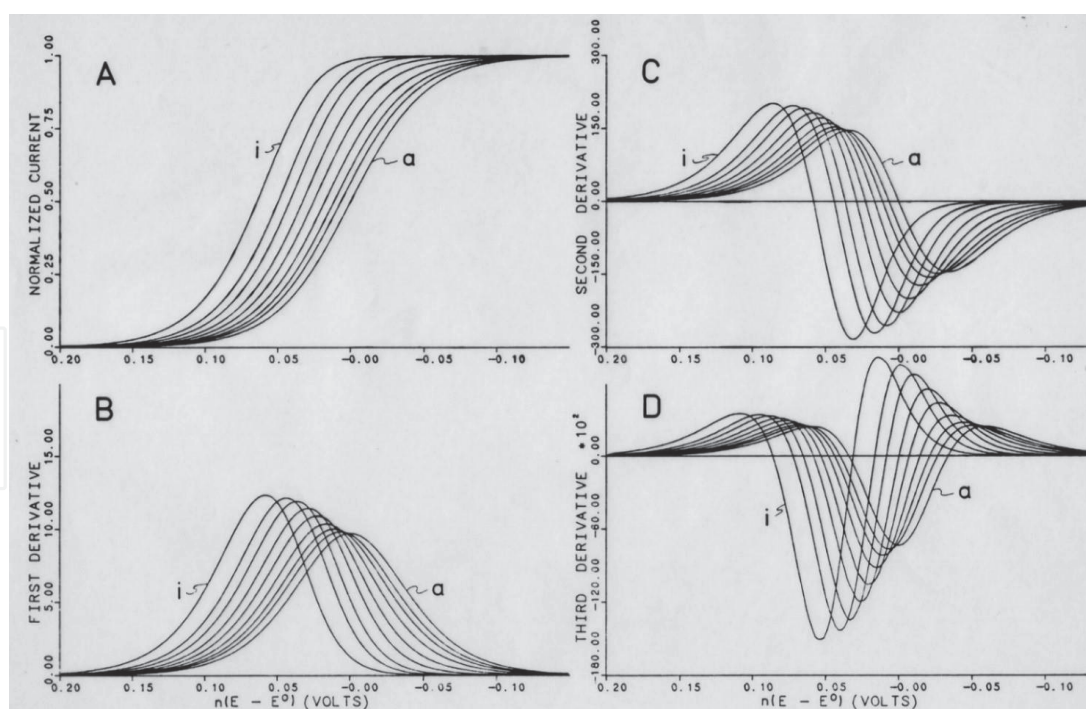 A
NORMALIZED CURRENT
1.00
0.75
0.50
0.25
0.00
i
a
0.20 0.15 0.10 0.05 -0.00 -0.05 -0.10
B
FIRST DERIVATIVE
15.00
10.00
5.00
0.00
i
a
0.20 0.15 0.10 0.05 -0.00 -0.05 -0.10
n(E - E⁰) (VOLTS)
C
SECOND DERIVATIVE
300.00
150.00
0.00
-150.00
-300.00
i
a
0.20 0.15 0.10 0.05 -0.00 -0.05 -0.10
D
THIRD DERIVATIVE *10²
0.00
-60.00
-120.00
-180.00
i
a
0.20 0.15 0.10 0.05 -0.00 -0.05 -0.10
n(E - E⁰) (VOLTS)